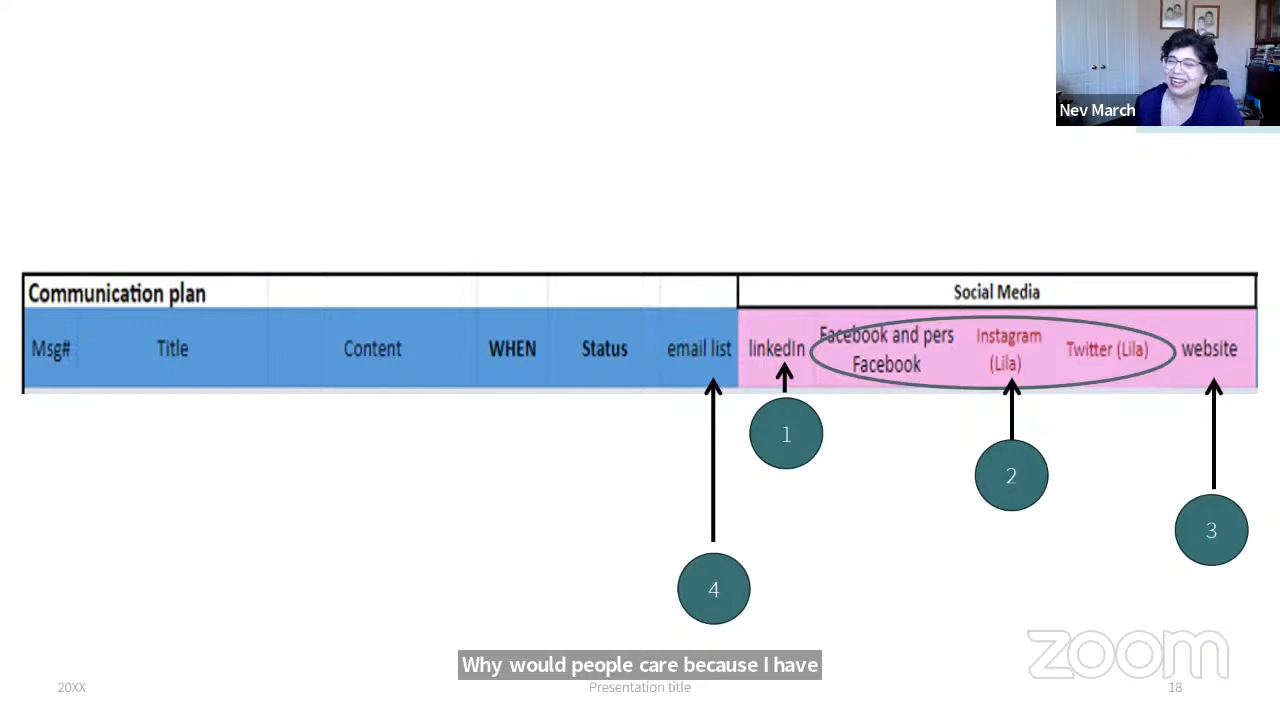 Nev March
Communication plan
Social Media
Msg#
Title
Content
WHEN
Status
email list
linkedIn
Facebook and pers
Facebook
Instagram
(Lila)
Twitter (Lila)
website
1
2
3
4
Why would people care because I have
zoom
20XX
Presentation title
18